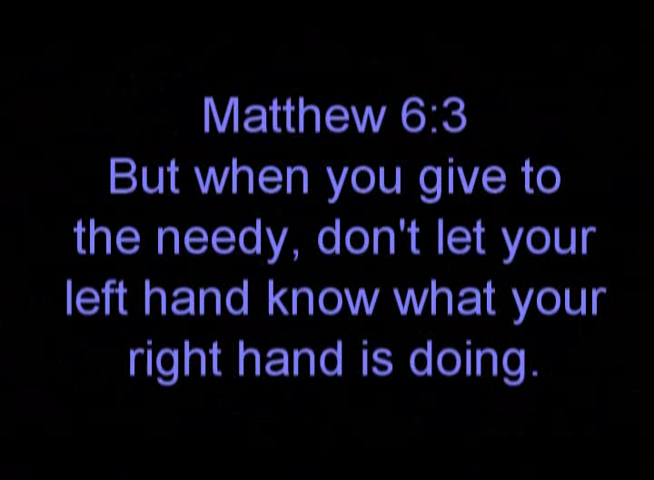 Matthew 6:3
But when you give to
the needy, don't let your
left hand know what your
right hand is doing.